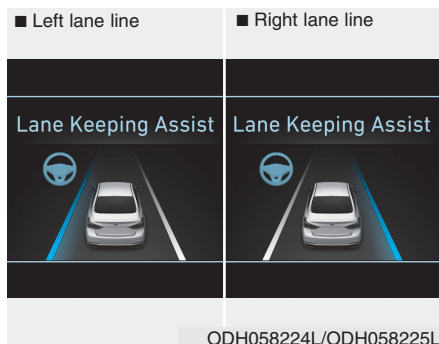 ■ Left lane line
■ Right lane line
Lane Keeping Assist
Lane Keeping Assist
ODH058224L/ODH058225L